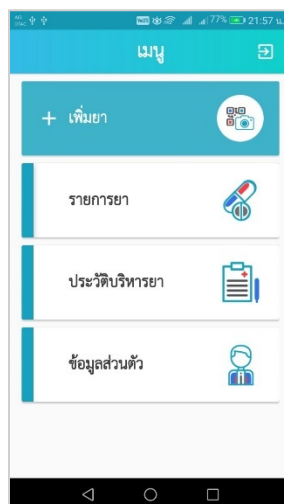 77% 21:57 น.
เมนู
+ เพิ่มยา
รายการยา
ประวัติบริหารยา
ข้อมูลส่วนตัว